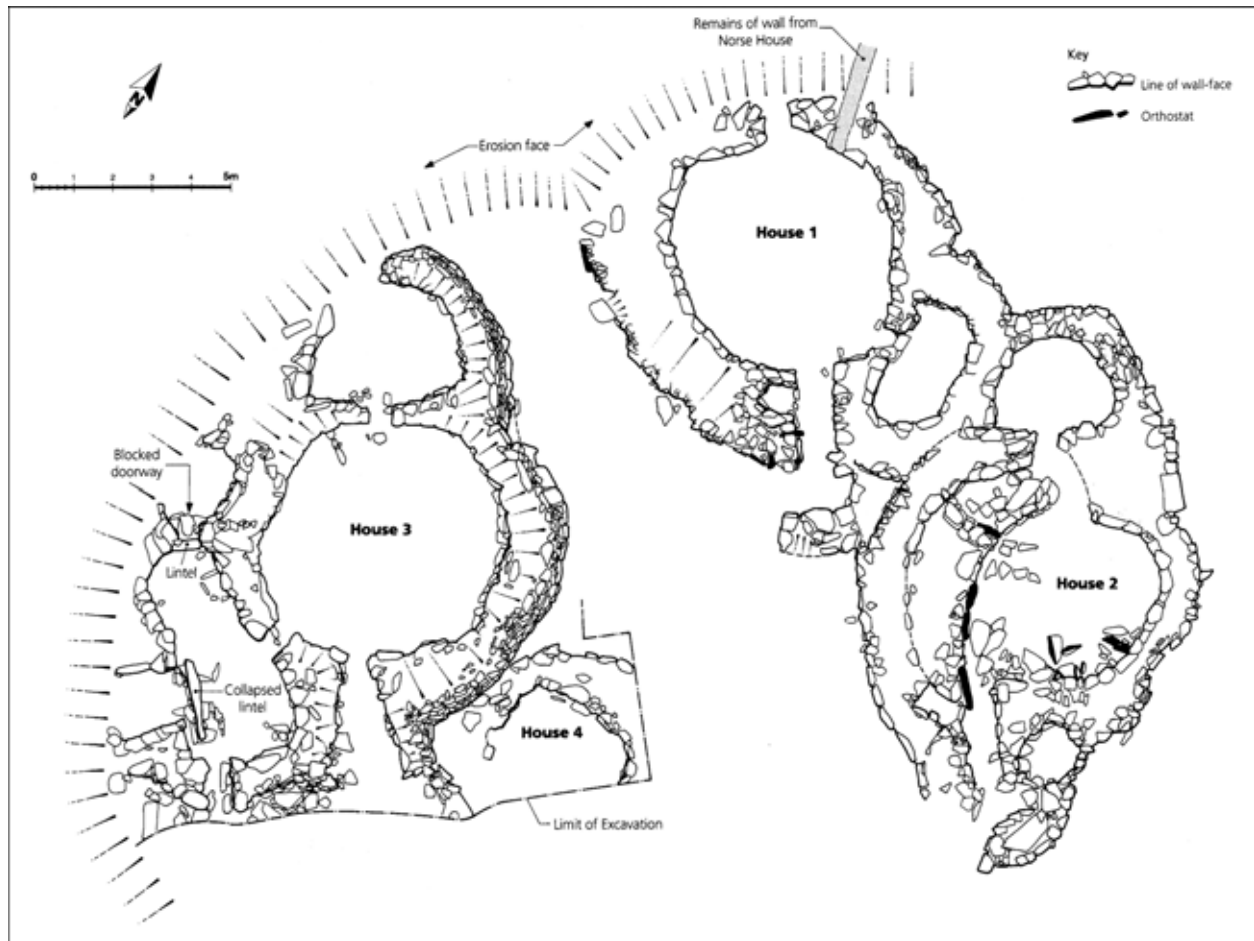 Remains of wall from
Norse House
Key
Line of wall-face
Orthostat
N
Erosion face
0 1 2 3 4 5m
House 1
Blocked
doorway
House 3
Lintel
House 2
Collapsed
lintel
House 4
Limit of Excavation